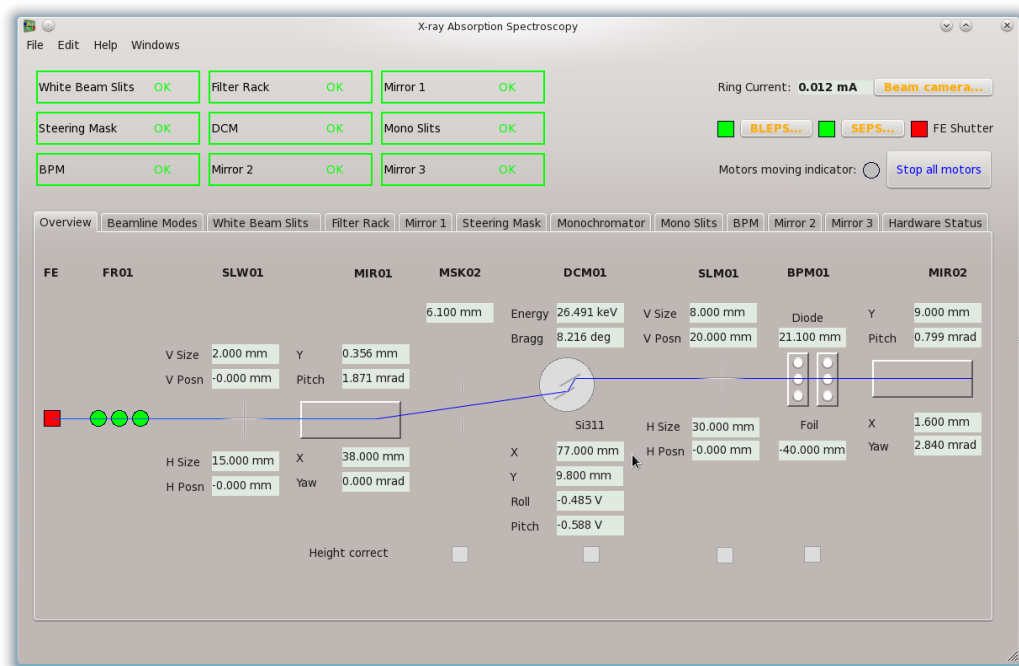 X-ray Absorption Spectroscopy
File Edit Help Windows
White Beam Slits OK Filter Rack OK Mirror 1 OK
Ring Current: 0.012 mA Beam camera...
Steering Mask OK DCM OK Mono Slits OK
BLEPS... SEPS... FE Shutter
BPM OK Mirror 2 OK Mirror 3 OK
Motors moving indicator: Stop all motors
Overview Beamline Modes White Beam Slits Filter Rack Mirror 1 Steering Mask Monochromator Mono Slits BPM Mirror 2 Mirror 3 Hardware Status
FE FR01 SLW01 MIR01 MSK02 DCM01 SLM01 BPM01 MIR02
6.100 mm Energy 26.491 keV V Size 8.000 mm Diode Y 9.000 mm
Bragg 8.216 deg V Posn 20.000 mm 21.100 mm Pitch 0.799 mrad
V Size 2.000 mm Y 0.356 mm
V Posn -0.000 mm Pitch 1.871 mrad
Si311 H Size 30.000 mm Foil X 1.600 mm
H Size 15.000 mm X 38.000 mm X 77.000 mm H Posn -0.000 mm -40.000 mm Yaw 2.840 mrad
H Posn -0.000 mm Yaw 0.000 mrad Y 9.800 mm
Roll -0.485 V
Pitch -0.588 V
Height correct